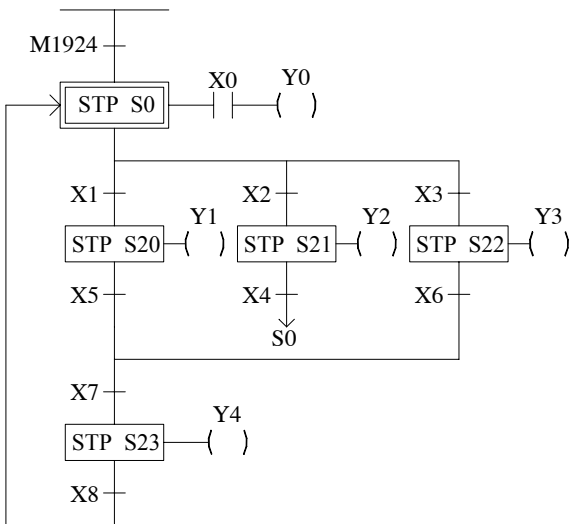 M1924
X0
Y0
STP S0
X1
X2
X3
Y1
Y2
Y3
STP S20
STP S21
STP S22
X5
X4
X6
S0
X7
Y4
STP S23
X8